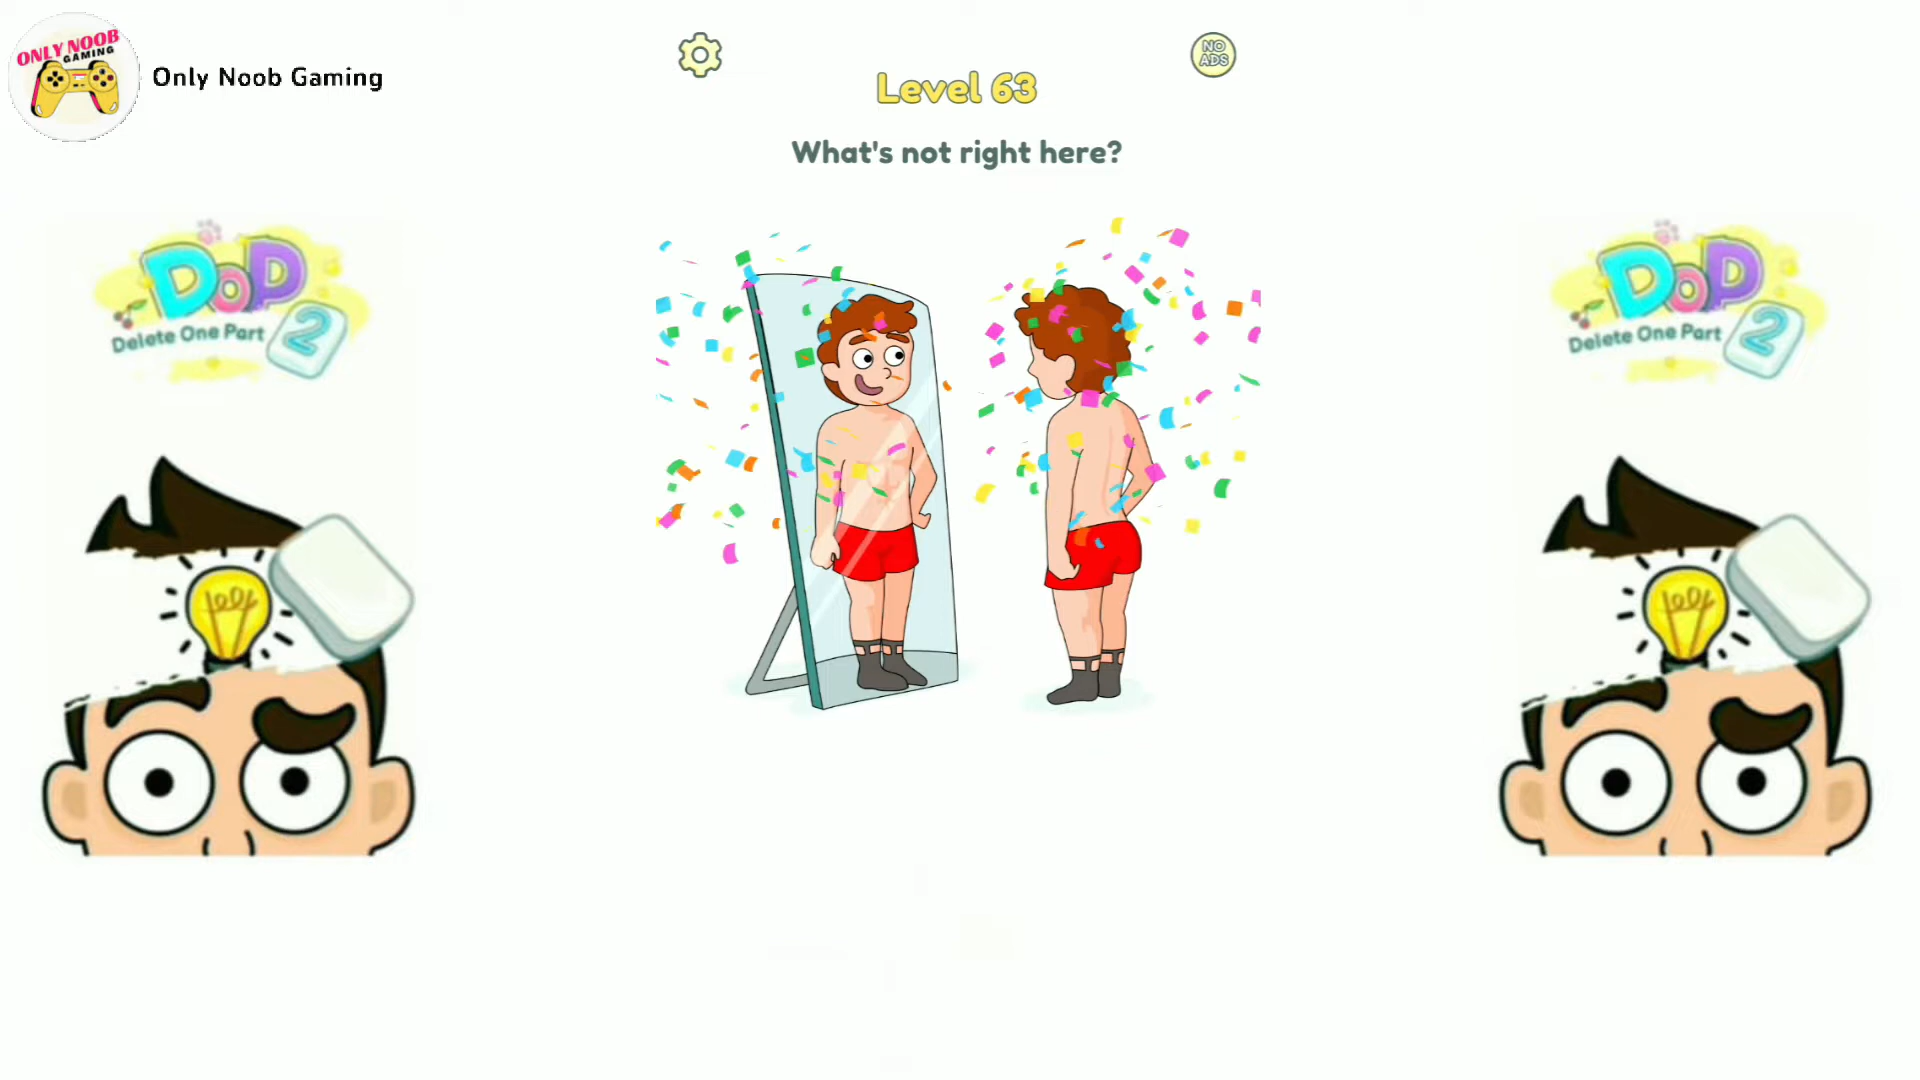 ONLY NOOB
GAMING
Only Noob Gaming
NO
ADS
Level 63
What's not right here?
DOP
Delete One Part 2
DOP
Delete One Part 2